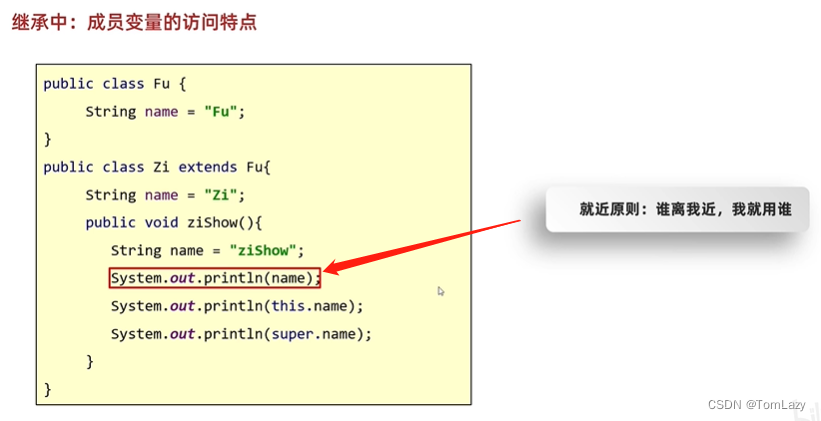 继承中：成员变量的访问特点
public class Fu {
String name = "Fu";
}
public class Zi extends Fu{
String name = "Zi";
public void ziShow(){
String name = "ziShow";
System.out.println(name);
System.out.println(this.name);
System.out.println(super.name);
}
}
就近原则：谁离我近，我就用谁
CSDN @TomLazy